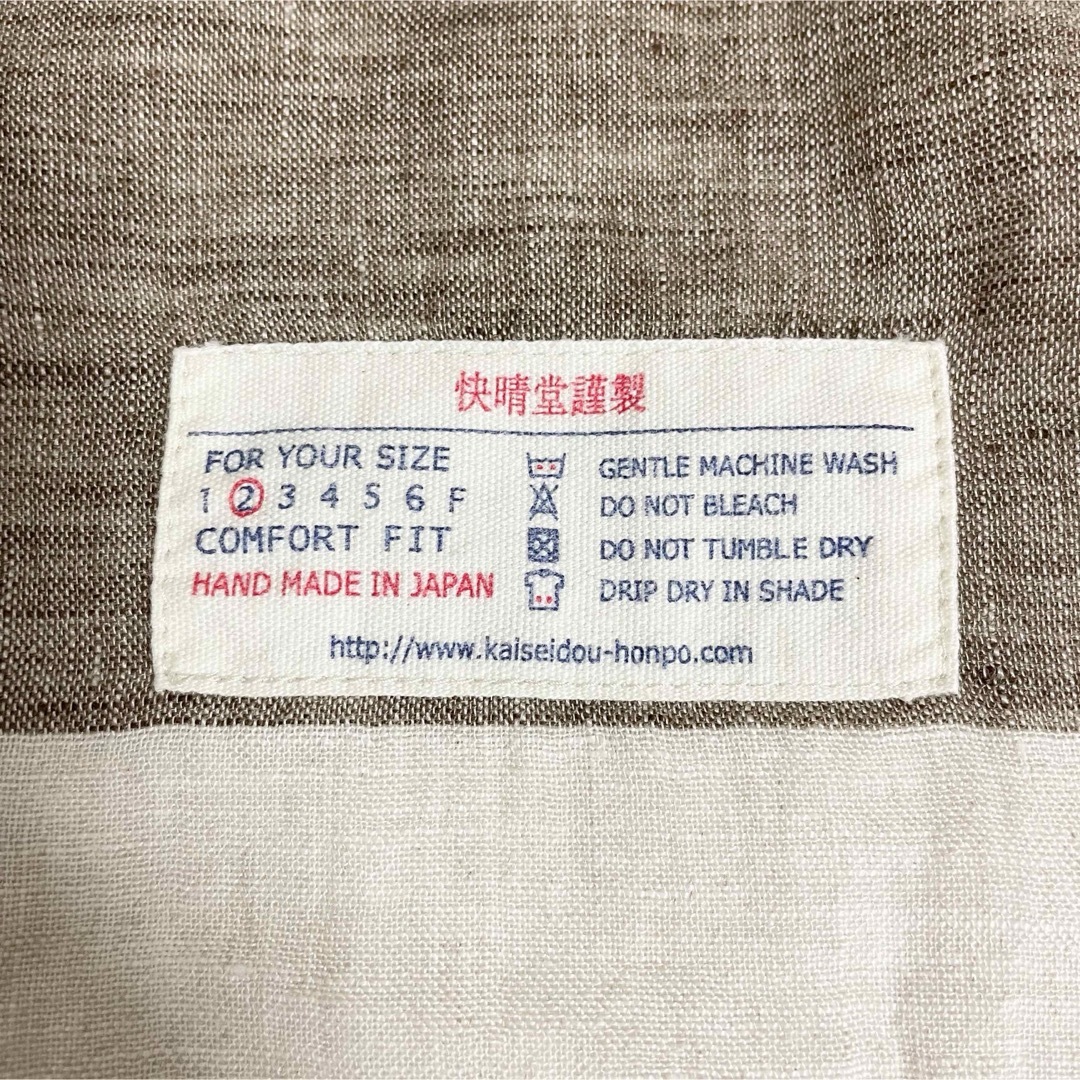 快晴堂謹製
FOR YOUR SIZE
1 2 3 4 5 6 F
COMFORT FIT
HAND MADE IN JAPAN
GENTLE MACHINE WASH
DO NOT BLEACH
DO NOT TUMBLE DRY
DRIP DRY IN SHADE
http://www.kaiseidou-honpo.com